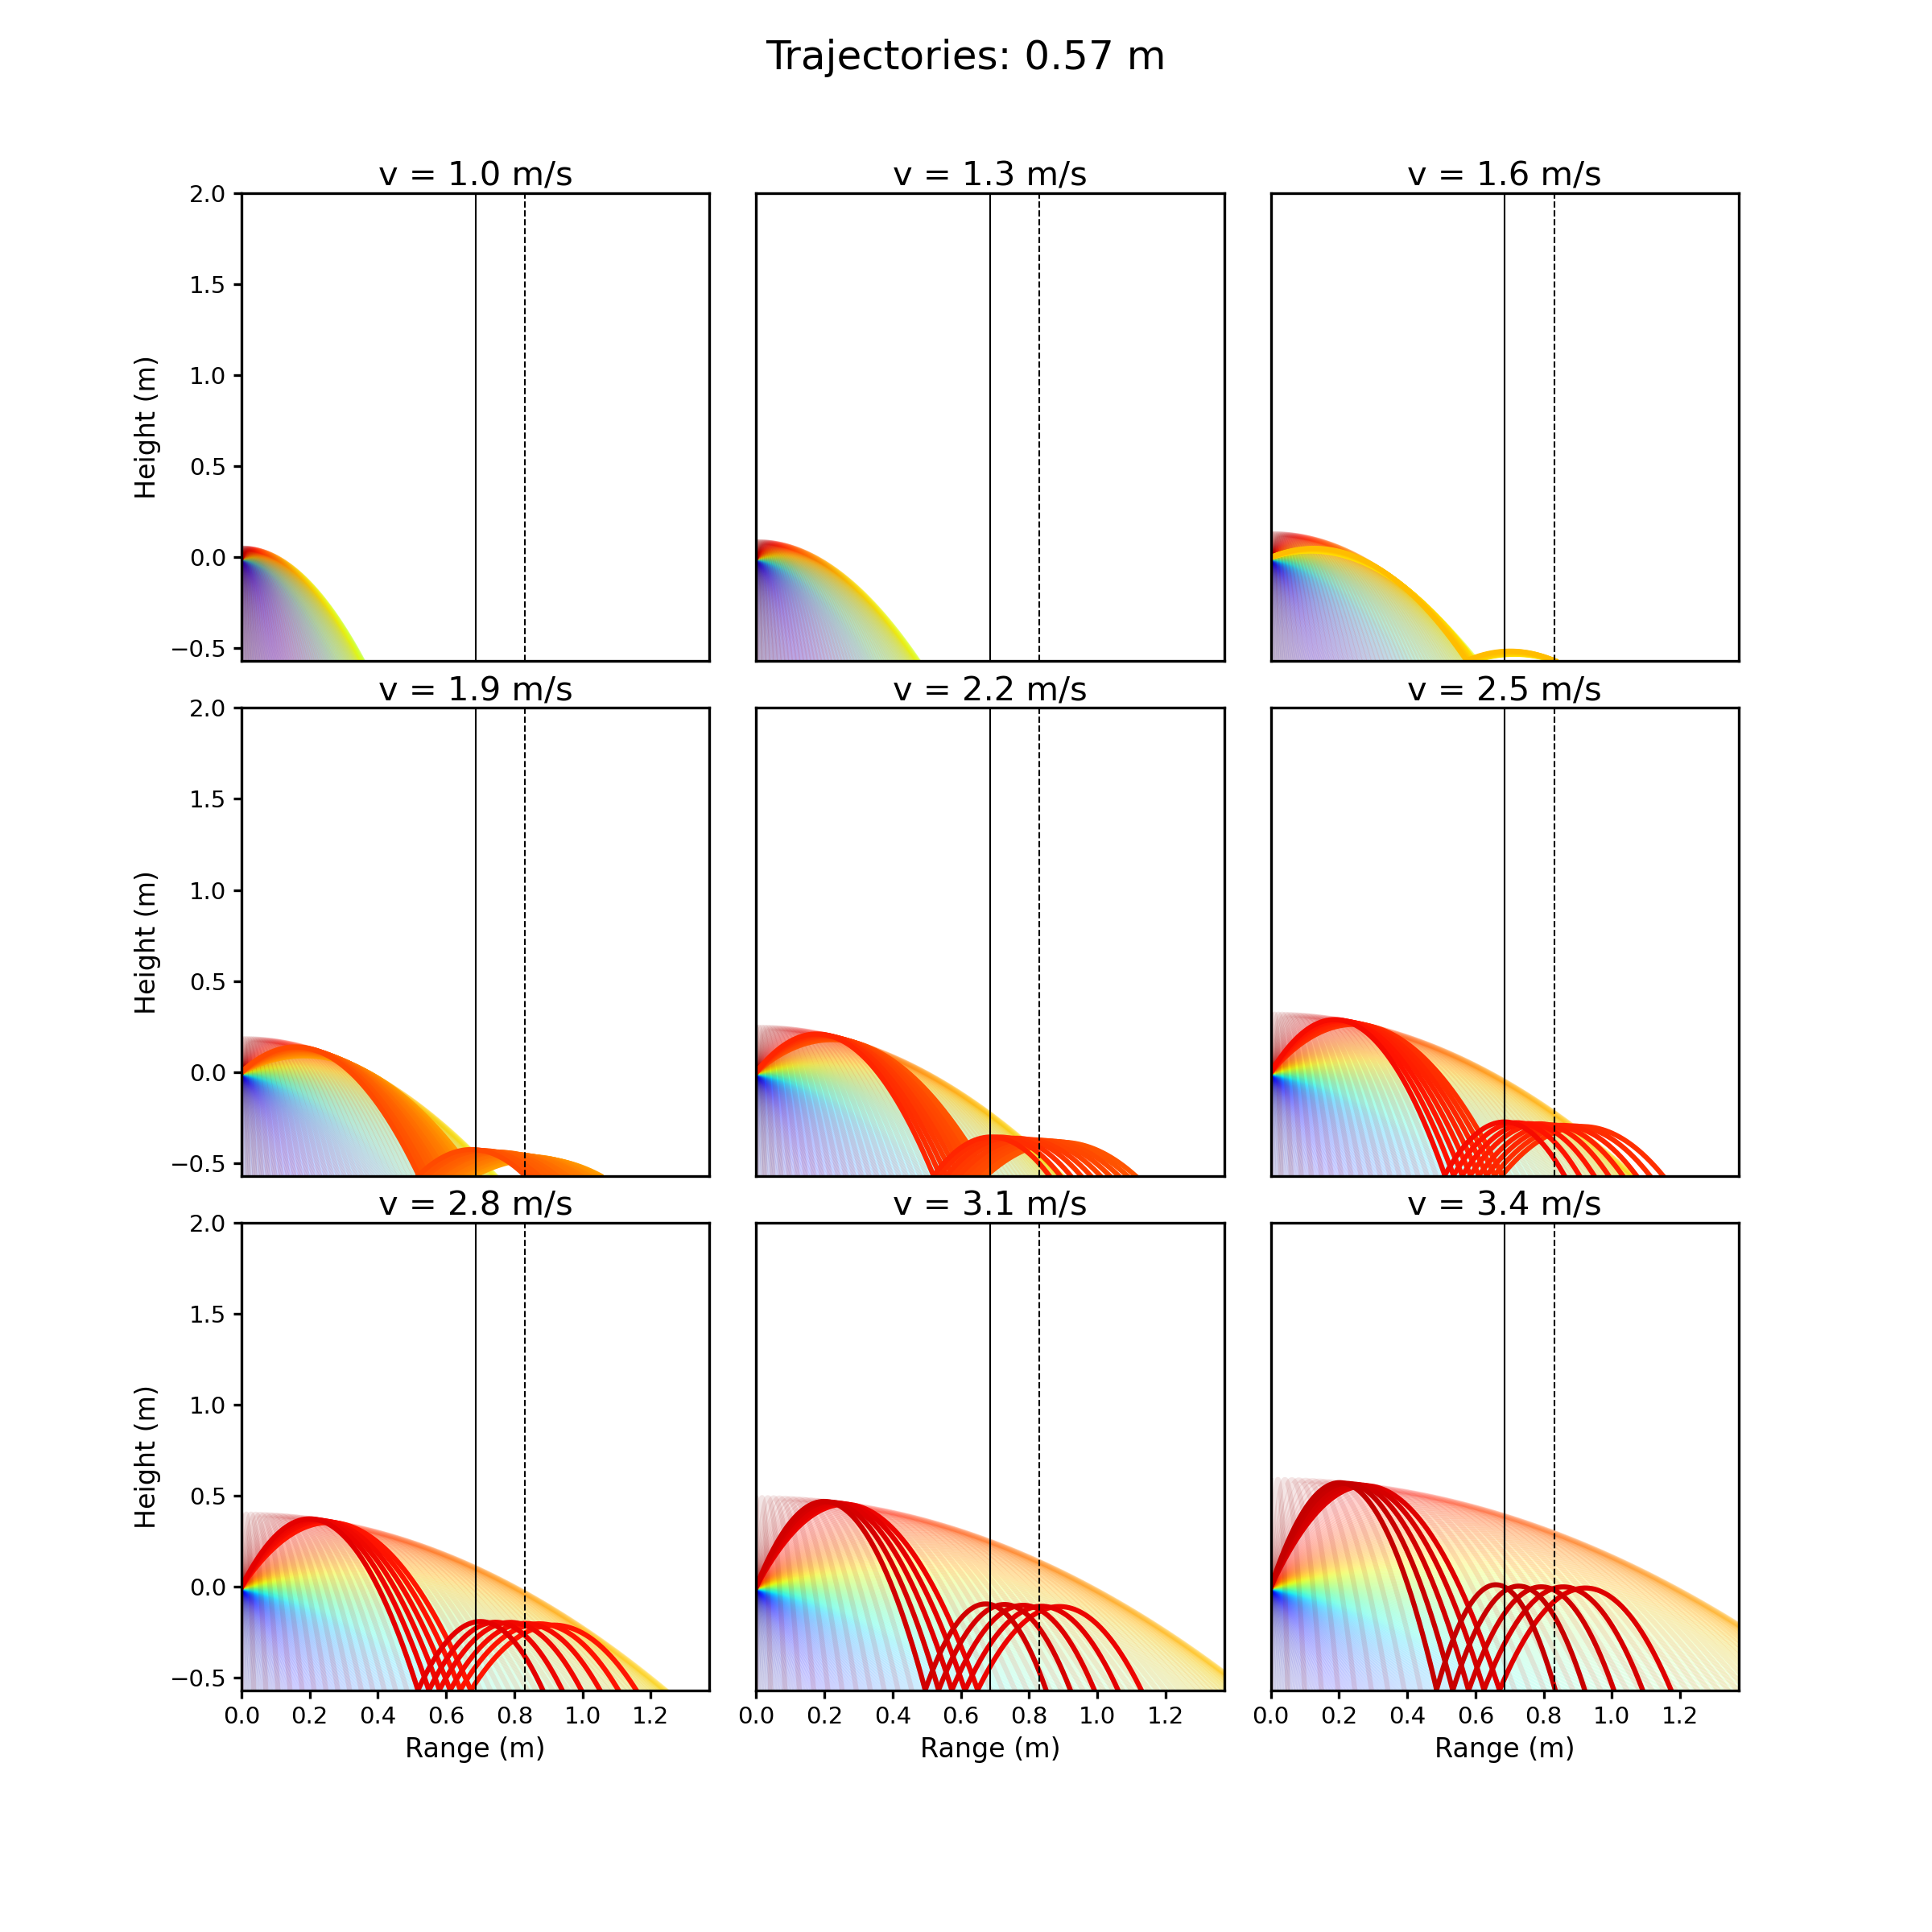 Trajectories: 0.57 m
v = 1.0 m/s
v = 1.3 m/s
v = 1.6 m/s
2.0
1.5
1.0
0.5
0.0
−0.5
Height (m)
v = 1.9 m/s
v = 2.2 m/s
v = 2.5 m/s
2.0
1.5
1.0
0.5
0.0
−0.5
Height (m)
v = 2.8 m/s
v = 3.1 m/s
v = 3.4 m/s
2.0
1.5
1.0
0.5
0.0
−0.5
Height (m)
0.0 0.2 0.4 0.6 0.8 1.0 1.2
0.0 0.2 0.4 0.6 0.8 1.0 1.2
0.0 0.2 0.4 0.6 0.8 1.0 1.2
Range (m)
Range (m)
Range (m)